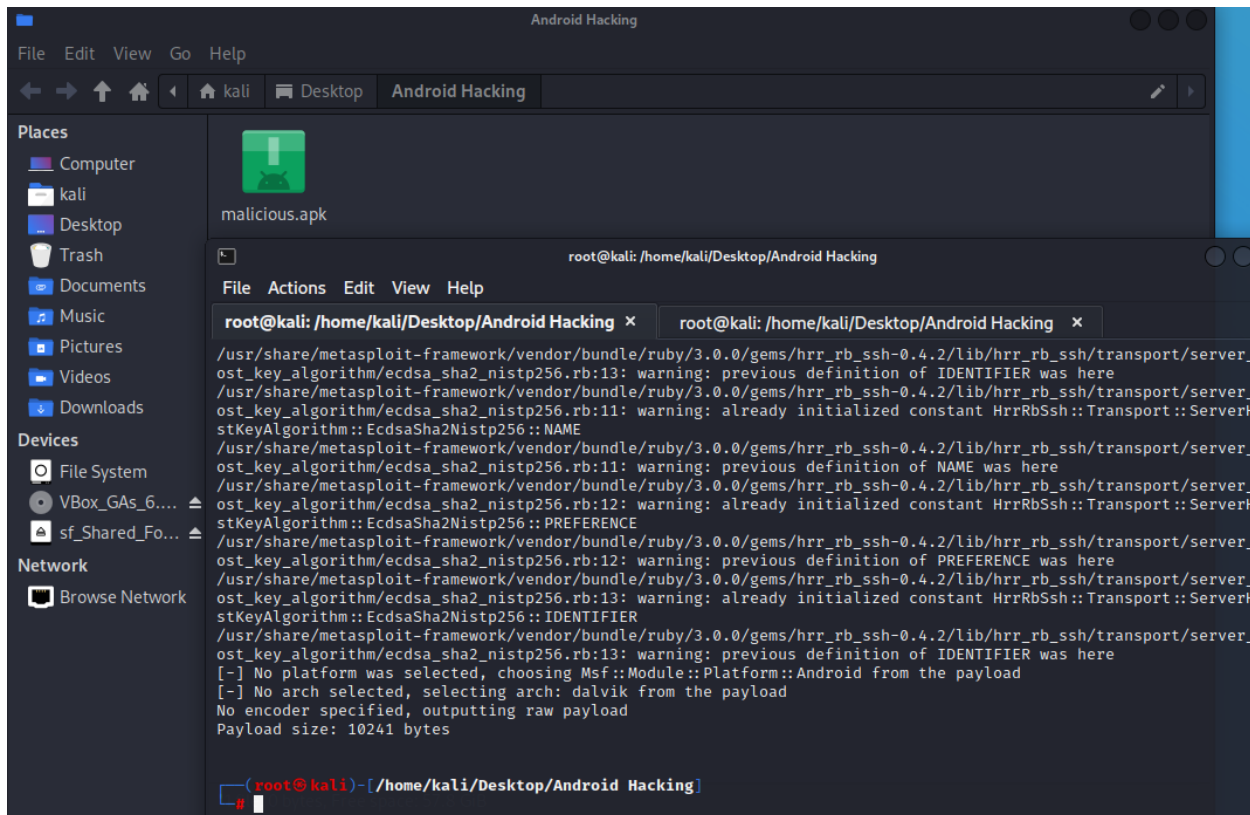 Android Hacking
File Edit View Go Help
kali Desktop Android Hacking
Places
Computer
kali
Desktop
Trash
Documents
Music
Pictures
Videos
Downloads
Devices
File System
VBox_GAs_6....
sf_Shared_Fo...
Network
Browse Network
malicious.apk
root@kali: /home/kali/Desktop/Android Hacking
File Actions Edit View Help
root@kali: /home/kali/Desktop/Android Hacking × root@kali: /home/kali/Desktop/Android Hacking ×
/usr/share/metasploit-framework/vendor/bundle/ruby/3.0.0/gems/hrr_rb_ssh-0.4.2/lib/hrr_rb_ssh/transport/server_
ost_key_algorithm/ecdsa_sha2_nistp256.rb:13: warning: previous definition of IDENTIFIER was here
/usr/share/metasploit-framework/vendor/bundle/ruby/3.0.0/gems/hrr_rb_ssh-0.4.2/lib/hrr_rb_ssh/transport/server_
ost_key_algorithm/ecdsa_sha2_nistp256.rb:11: warning: already initialized constant HrrRbSsh::Transport::ServerH
stKeyAlgorithm::EcdsaSha2Nistp256::NAME
/usr/share/metasploit-framework/vendor/bundle/ruby/3.0.0/gems/hrr_rb_ssh-0.4.2/lib/hrr_rb_ssh/transport/server_
ost_key_algorithm/ecdsa_sha2_nistp256.rb:11: warning: previous definition of NAME was here
/usr/share/metasploit-framework/vendor/bundle/ruby/3.0.0/gems/hrr_rb_ssh-0.4.2/lib/hrr_rb_ssh/transport/server_
ost_key_algorithm/ecdsa_sha2_nistp256.rb:12: warning: already initialized constant HrrRbSsh::Transport::ServerH
stKeyAlgorithm::EcdsaSha2Nistp256::PREFERENCE
/usr/share/metasploit-framework/vendor/bundle/ruby/3.0.0/gems/hrr_rb_ssh-0.4.2/lib/hrr_rb_ssh/transport/server_
ost_key_algorithm/ecdsa_sha2_nistp256.rb:12: warning: previous definition of PREFERENCE was here
/usr/share/metasploit-framework/vendor/bundle/ruby/3.0.0/gems/hrr_rb_ssh-0.4.2/lib/hrr_rb_ssh/transport/server_
ost_key_algorithm/ecdsa_sha2_nistp256.rb:13: warning: already initialized constant HrrRbSsh::Transport::ServerH
stKeyAlgorithm::EcdsaSha2Nistp256::IDENTIFIER
/usr/share/metasploit-framework/vendor/bundle/ruby/3.0.0/gems/hrr_rb_ssh-0.4.2/lib/hrr_rb_ssh/transport/server_
ost_key_algorithm/ecdsa_sha2_nistp256.rb:13: warning: previous definition of IDENTIFIER was here
[-] No platform was selected, choosing Msf::Module::Platform::Android from the payload
[-] No arch selected, selecting arch: dalvik from the payload
No encoder specified, outputting raw payload
Payload size: 10241 bytes
┌──(root㉿kali)-[/home/kali/Desktop/Android Hacking]
└─#